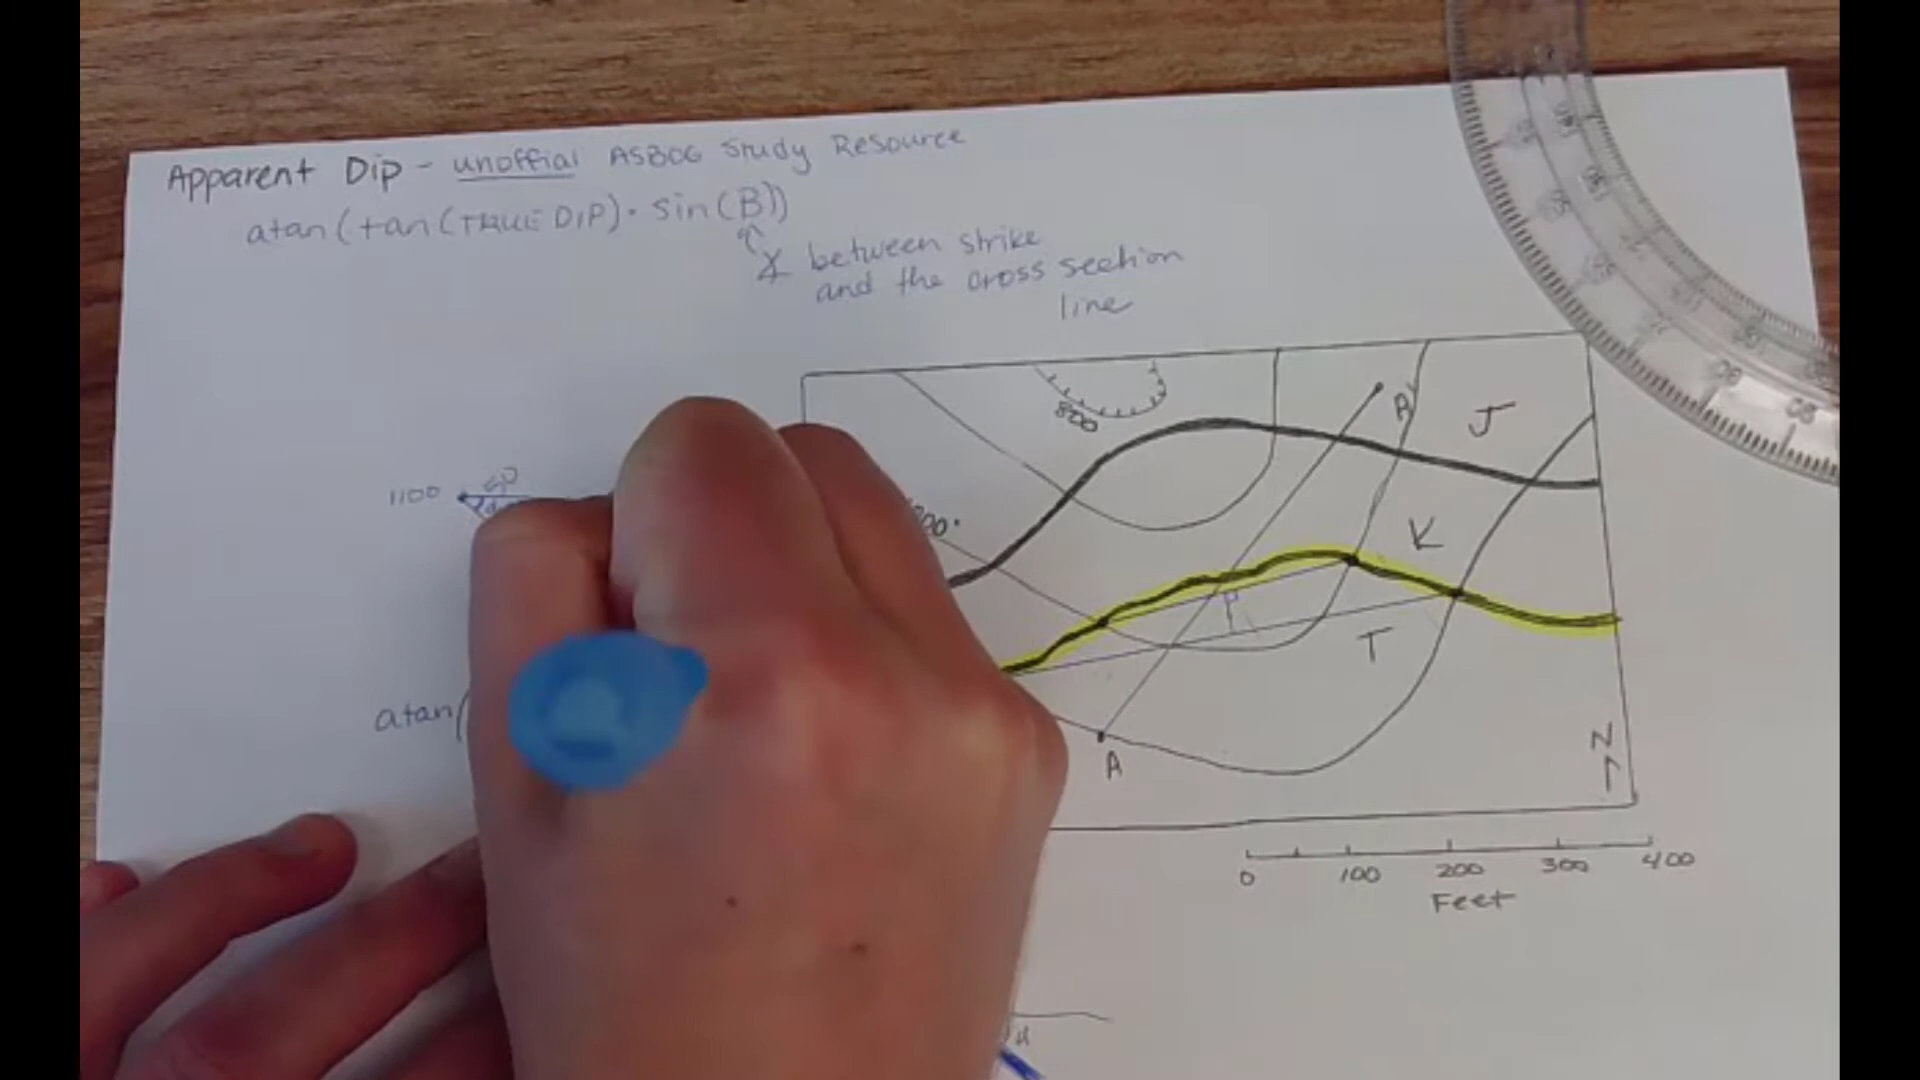 Apparent Dip - unoffial ASBOG Study Resource
atan(tan(TRUE DIP)· sin(B))
∡ between strike
and the cross section
line
800
A'
J
1100
K
T
atan(
N
A
0 100 200 300 400
Feet